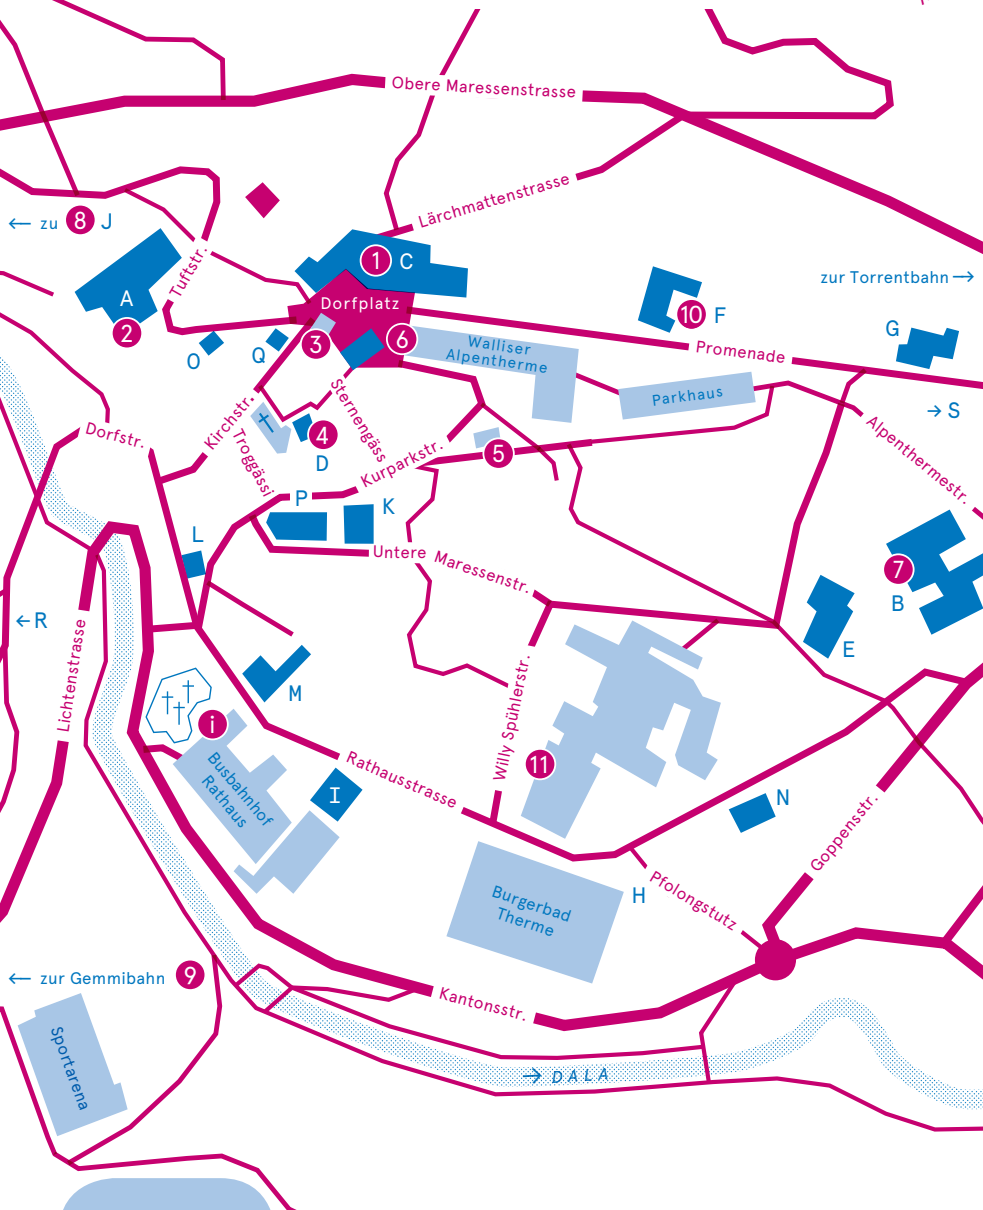 Obere Maressenstrasse
Lärchmattenstrasse
← zu 8 J
1 C
Tuftstr.
zur Torrentbahn →
A
Dorfplatz
10 F
2
3
6
G
O
Q
Walliser
Alpentherme
Promenade
Parkhaus
→ S
Kirchstr.
Sternengäss
Dorfstr.
Troggässi
4
D
Kurparkstr.
5
Alpenthermestr.
P
K
L
Untere Maressenstr.
7
B
← R
E
Lichtenstrasse
M
i
Willy Spühlerstr.
11
Busbahnhof
Rathaus
Rathausstrasse
I
N
Goppensstr.
Burgerbad
Therme
H
Pfolongstutz
← zur Gemmibahn 9
Kantonsstr.
Sportarena
→ DALA